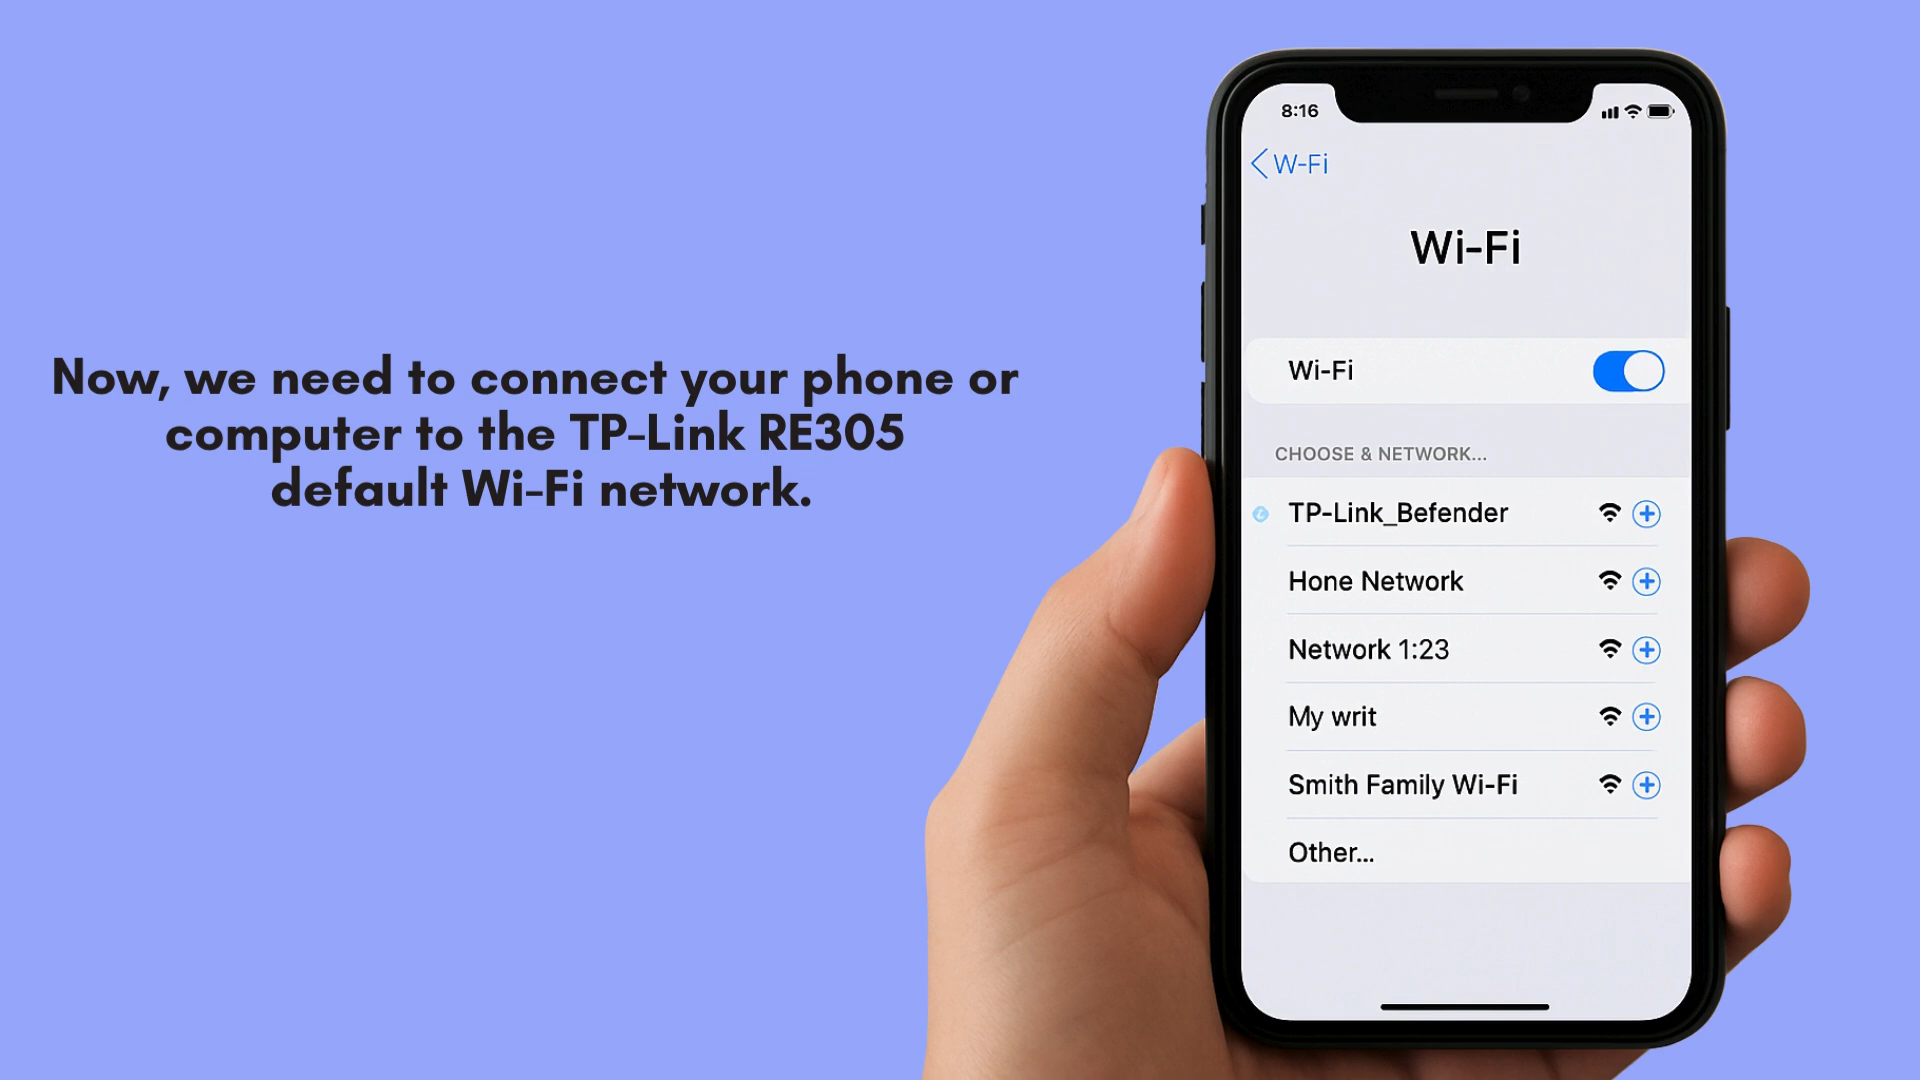 Now, we need to connect your phone or
computer to the TP-Link RE305
default Wi-Fi network.
8:16
W-Fi
Wi-Fi
Wi-Fi
CHOOSE & NETWORK...
TP-Link_Befender
Hone Network
Network 1:23
My writ
Smith Family Wi-Fi
Other...